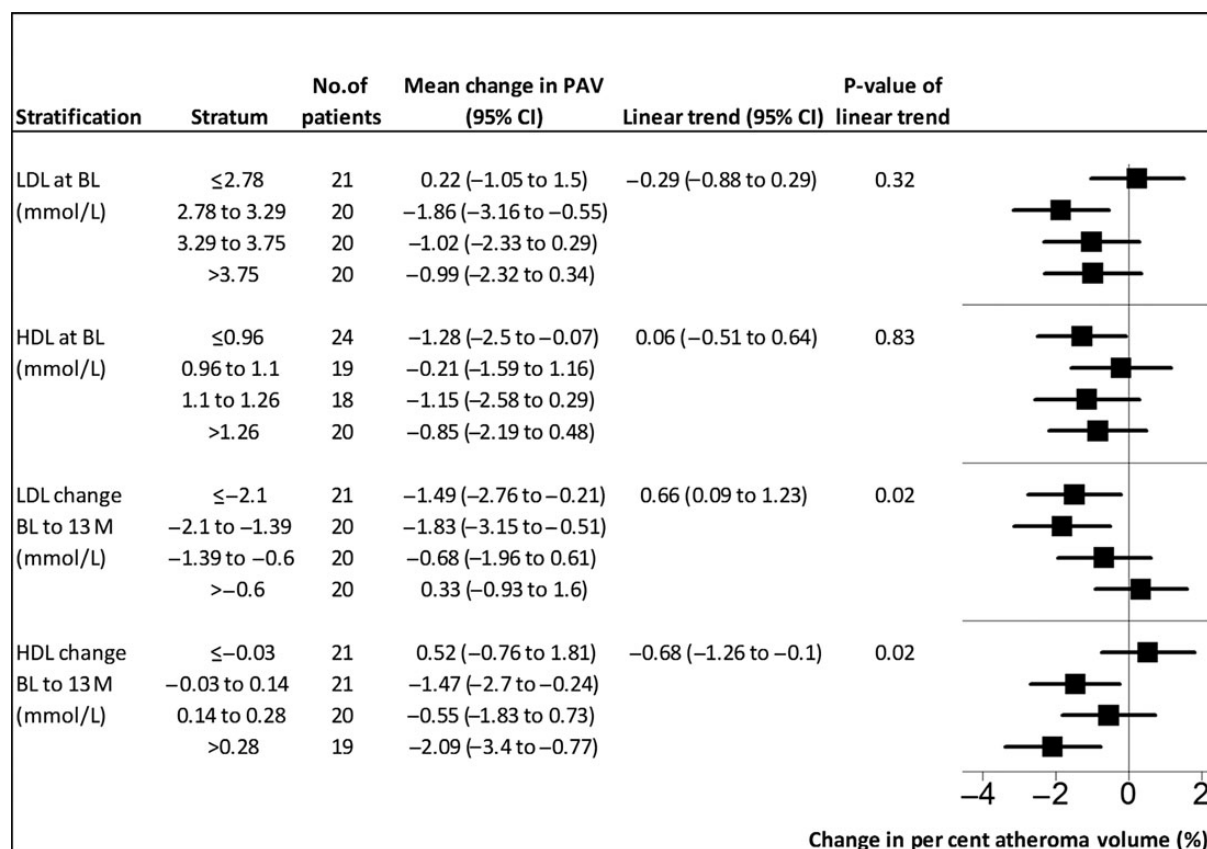 No.of Mean change in PAV P-value of
Stratification Stratum patients (95% CI) Linear trend (95% CI) linear trend
LDL at BL ≤2.78 21 0.22 (−1.05 to 1.5) −0.29 (−0.88 to 0.29) 0.32
(mmol/L) 2.78 to 3.29 20 −1.86 (−3.16 to −0.55)
3.29 to 3.75 20 −1.02 (−2.33 to 0.29)
>3.75 20 −0.99 (−2.32 to 0.34)
HDL at BL ≤0.96 24 −1.28 (−2.5 to −0.07) 0.06 (−0.51 to 0.64) 0.83
(mmol/L) 0.96 to 1.1 19 −0.21 (−1.59 to 1.16)
1.1 to 1.26 18 −1.15 (−2.58 to 0.29)
>1.26 20 −0.85 (−2.19 to 0.48)
LDL change ≤−2.1 21 −1.49 (−2.76 to −0.21) 0.66 (0.09 to 1.23) 0.02
BL to 13 M −2.1 to −1.39 20 −1.83 (−3.15 to −0.51)
(mmol/L) −1.39 to −0.6 20 −0.68 (−1.96 to 0.61)
>−0.6 20 0.33 (−0.93 to 1.6)
HDL change ≤−0.03 21 0.52 (−0.76 to 1.81) −0.68 (−1.26 to −0.1) 0.02
BL to 13 M −0.03 to 0.14 21 −1.47 (−2.7 to −0.24)
(mmol/L) 0.14 to 0.28 20 −0.55 (−1.83 to 0.73)
>0.28 19 −2.09 (−3.4 to −0.77)
−4 −2 0 2
Change in per cent atheroma volume (%)